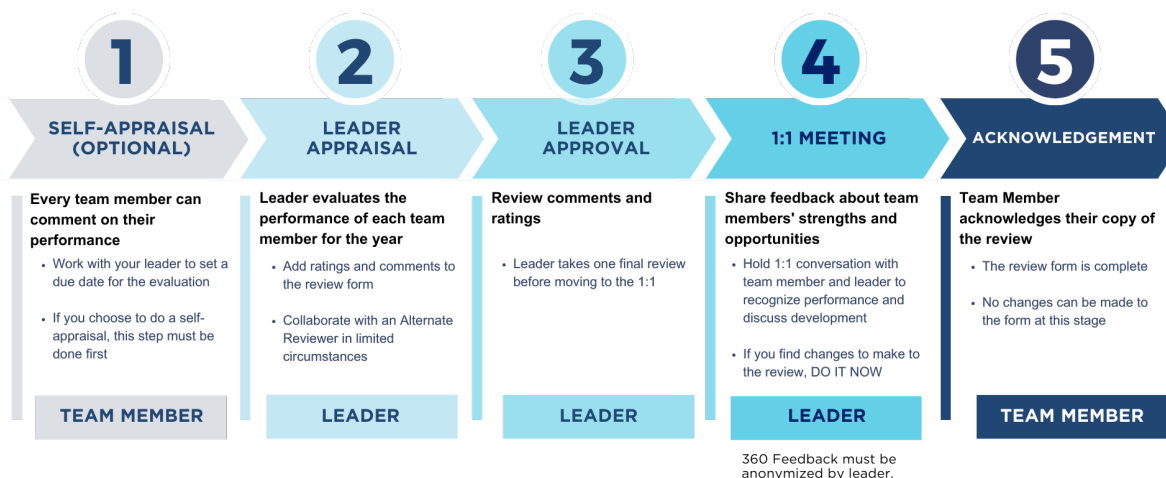 1
SELF-APPRAISAL
(OPTIONAL)
Every team member can
comment on their
performance
• Work with your leader to set a
due date for the evaluation
• If you choose to do a self-
appraisal, this step must be
done first
TEAM MEMBER
2
LEADER
APPRAISAL
Leader evaluates the
performance of each team
member for the year
• Add ratings and comments to
the review form
• Collaborate with an Alternate
Reviewer in limited
circumstances
LEADER
3
LEADER
APPROVAL
Review comments and
ratings
• Leader takes one final review
before moving to the 1:1
LEADER
4
1:1 MEETING
Share feedback about team
members' strengths and
opportunities
• Hold 1:1 conversation with
team member and leader to
recognize performance and
discuss development
• If you find changes to make to
the review, DO IT NOW
LEADER
360 Feedback must be
anonymized by leader.
5
ACKNOWLEDGEMENT
Team Member
acknowledges their copy of
the review
• The review form is complete
• No changes can be made to
the form at this stage
TEAM MEMBER